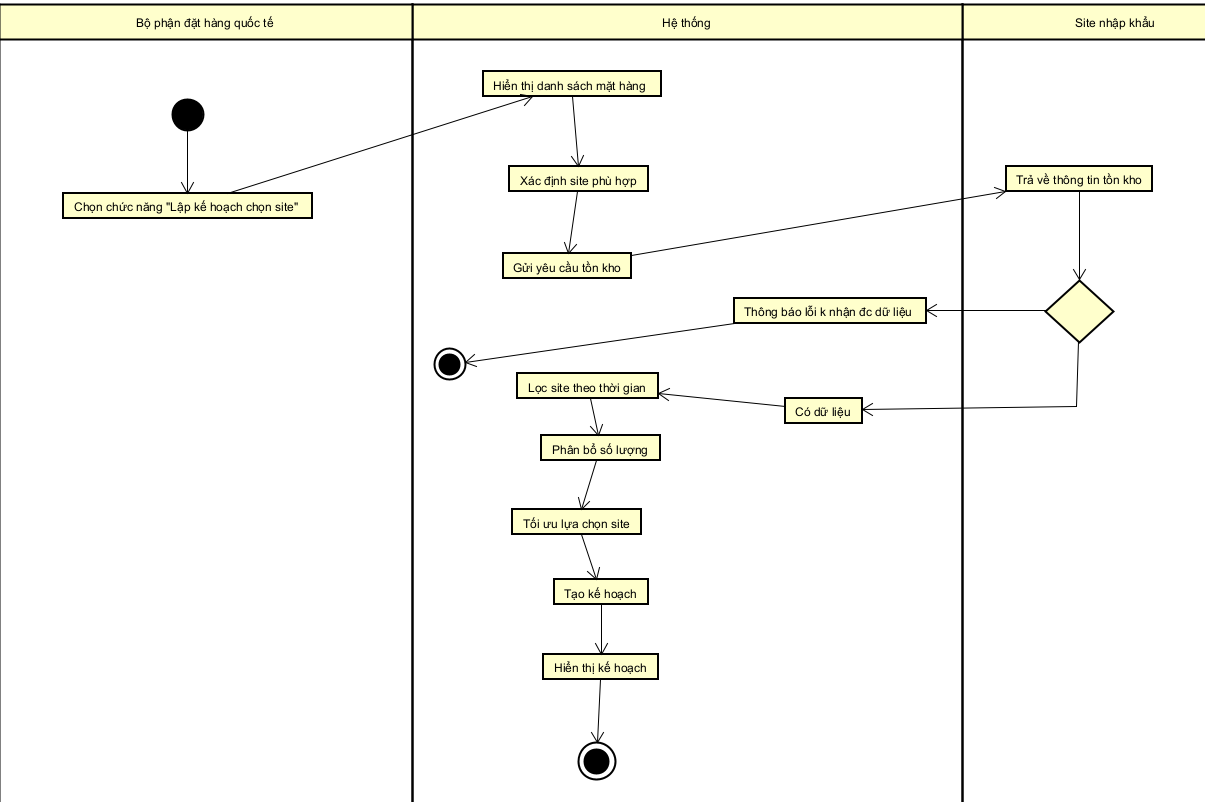 Bộ phận đặt hàng quốc tế
Hệ thống
Site nhập khẩu
Hiển thị danh sách mặt hàng
Xác định site phù hợp
Trả về thông tin tồn kho
Chọn chức năng "Lập kế hoạch chọn site"
Gửi yêu cầu tồn kho
Thông báo lỗi k nhận đc dữ liệu
Lọc site theo thời gian
Có dữ liệu
Phân bổ số lượng
Tối ưu lựa chọn site
Tạo kế hoạch
Hiển thị kế hoạch